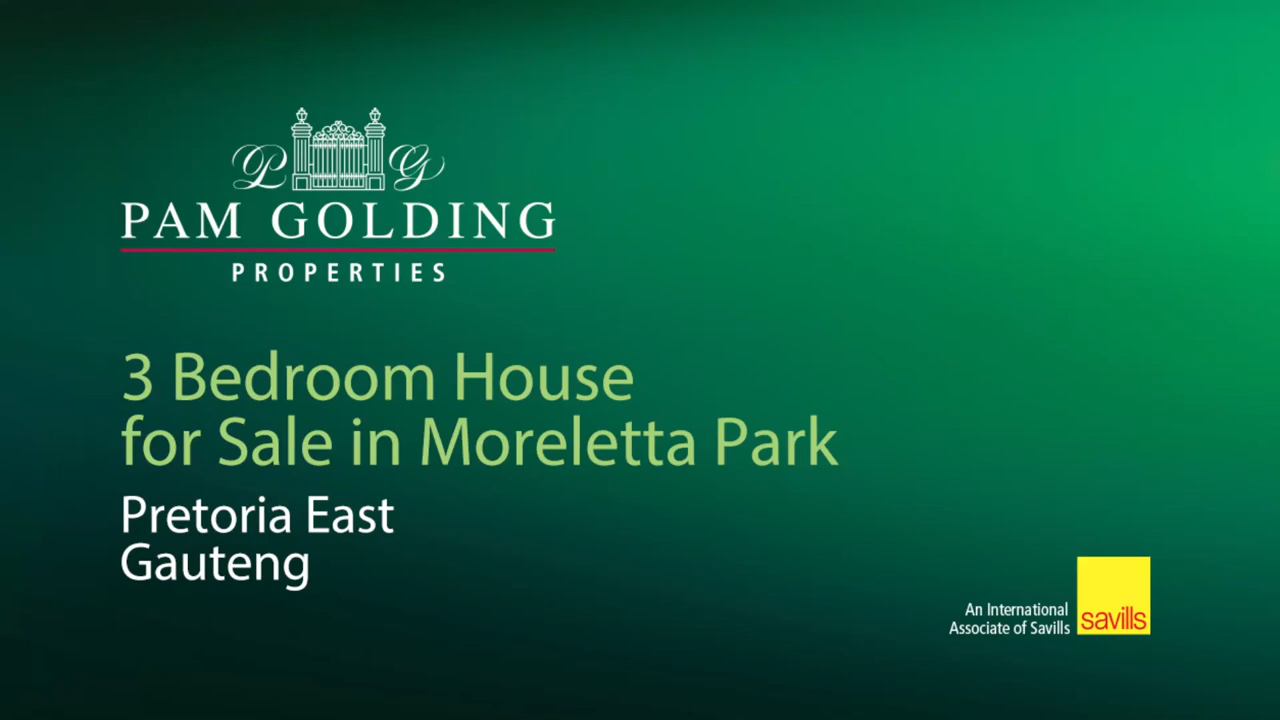 P G
PAM GOLDING
PROPERTIES
3 Bedroom House
for Sale in Moreletta Park
Pretoria East
Gauteng
An International
Associate of Savills
savills